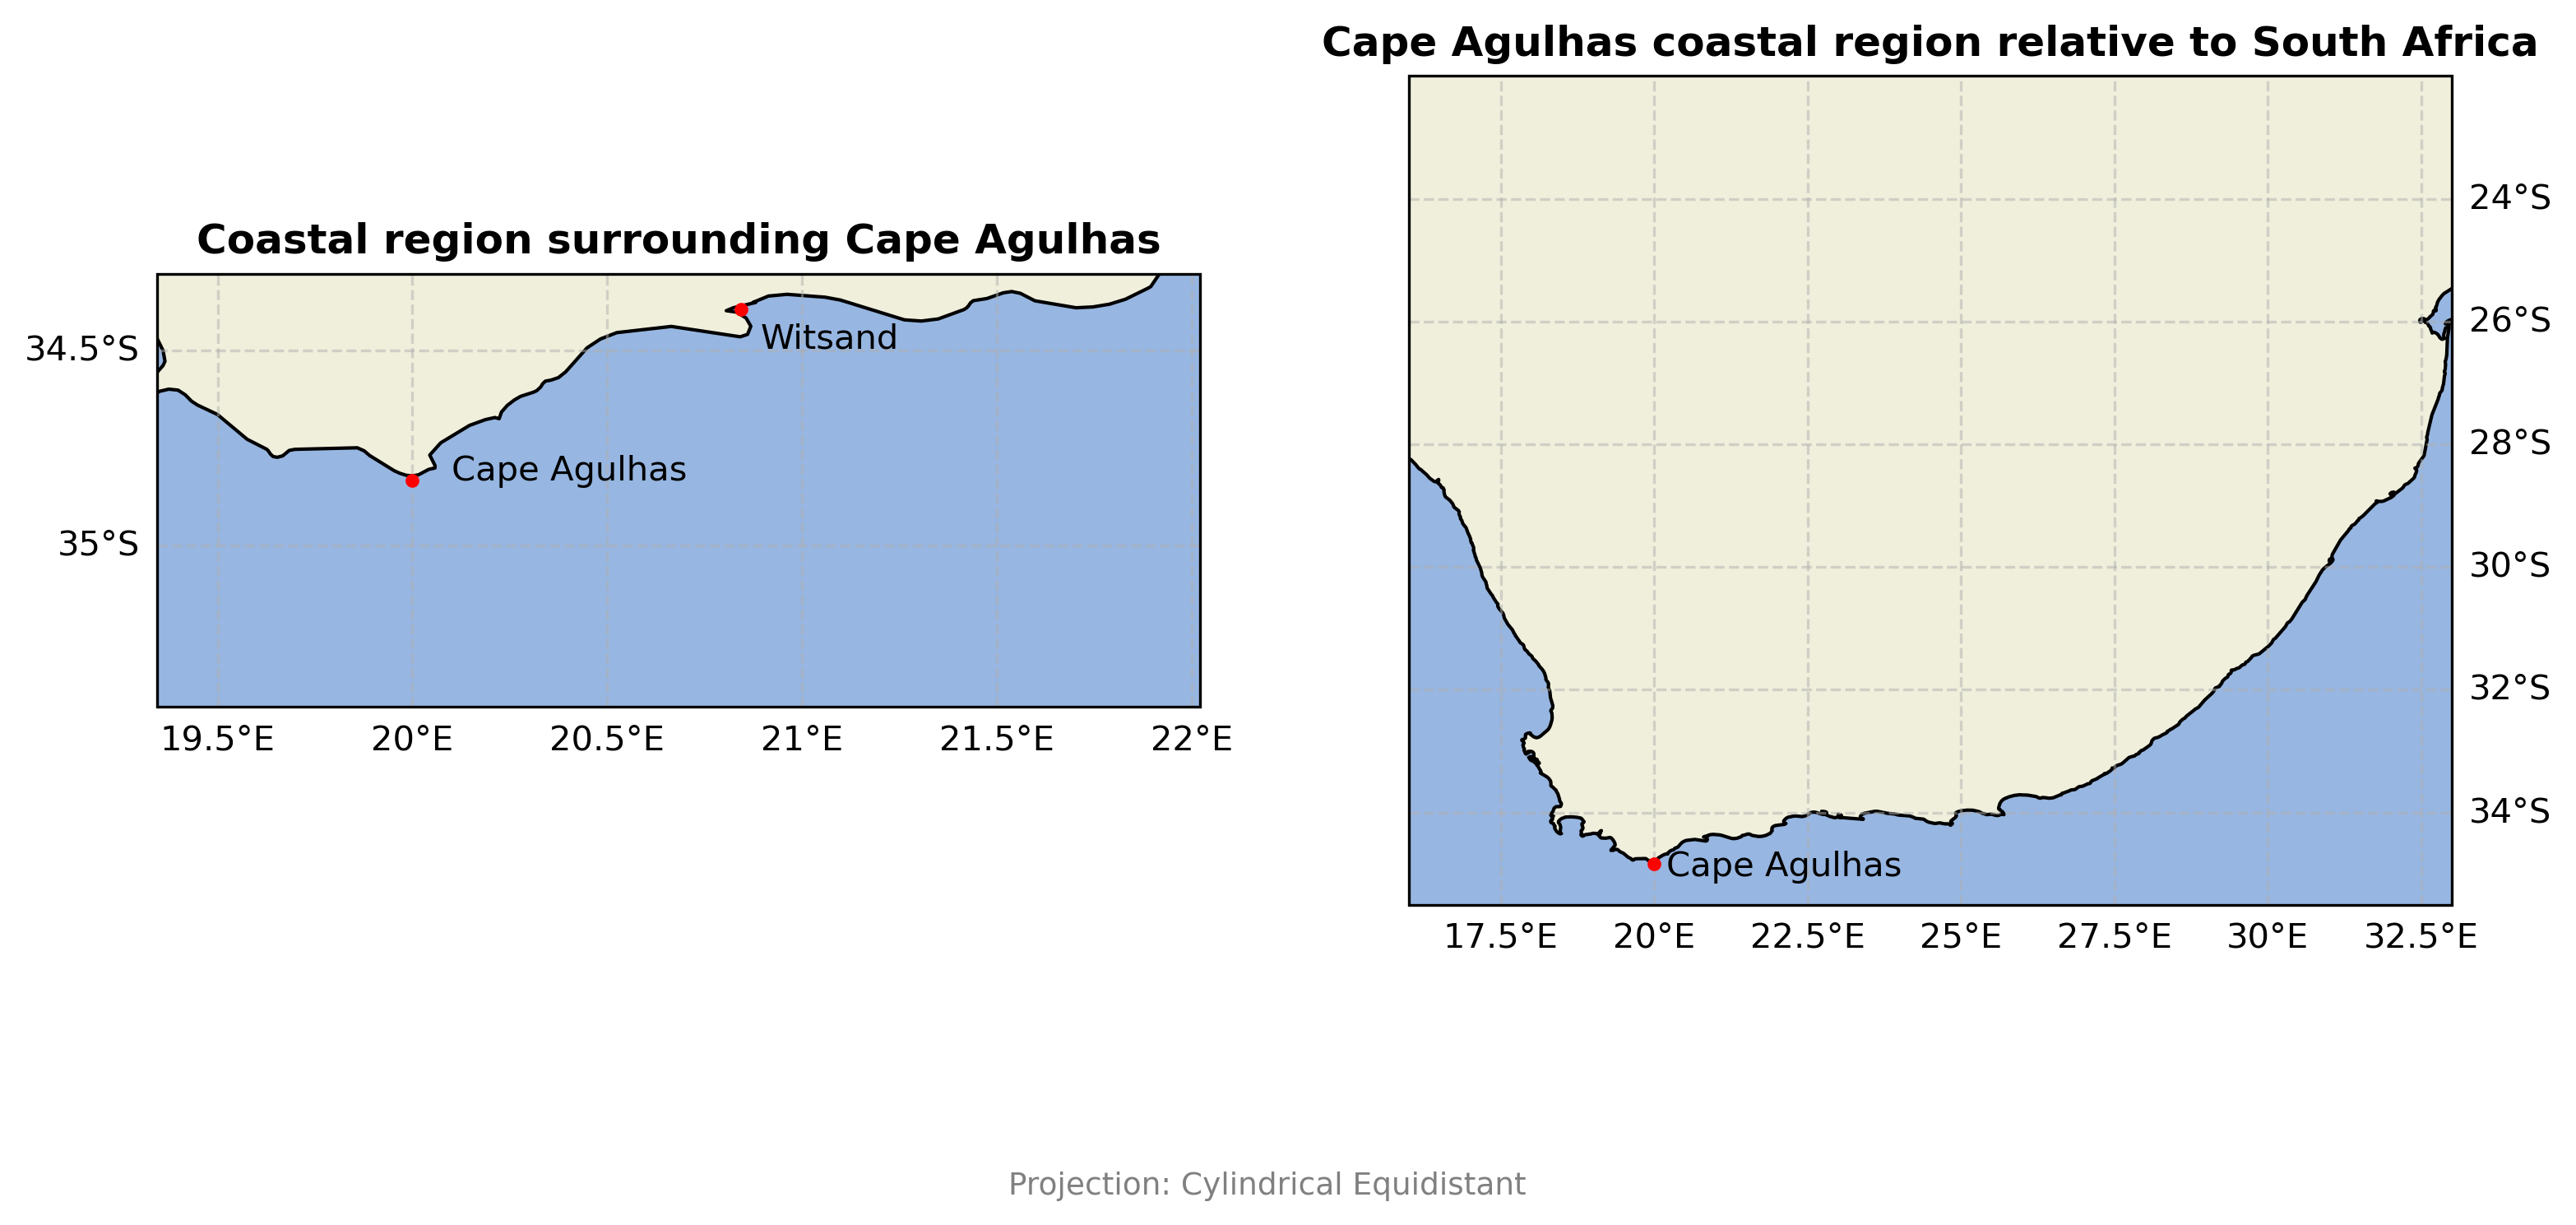 Coastal region surrounding Cape Agulhas
34.5°S
35°S
Witsand
Cape Agulhas
19.5°E 20°E 20.5°E 21°E 21.5°E 22°E
Cape Agulhas coastal region relative to South Africa
24°S
26°S
28°S
30°S
32°S
34°S
Cape Agulhas
17.5°E 20°E 22.5°E 25°E 27.5°E 30°E 32.5°E
Projection: Cylindrical Equidistant